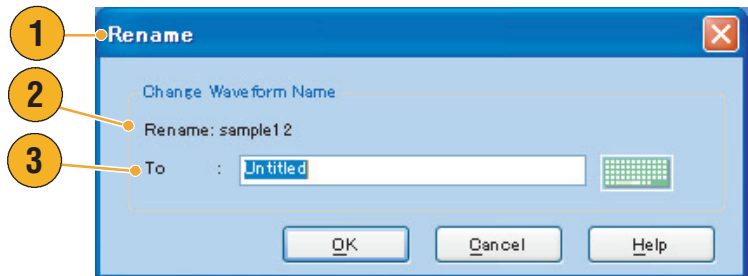 1
Rename
2
Change Waveform Name
Rename: sample12
3
To : Untitled
OK Cancel Help